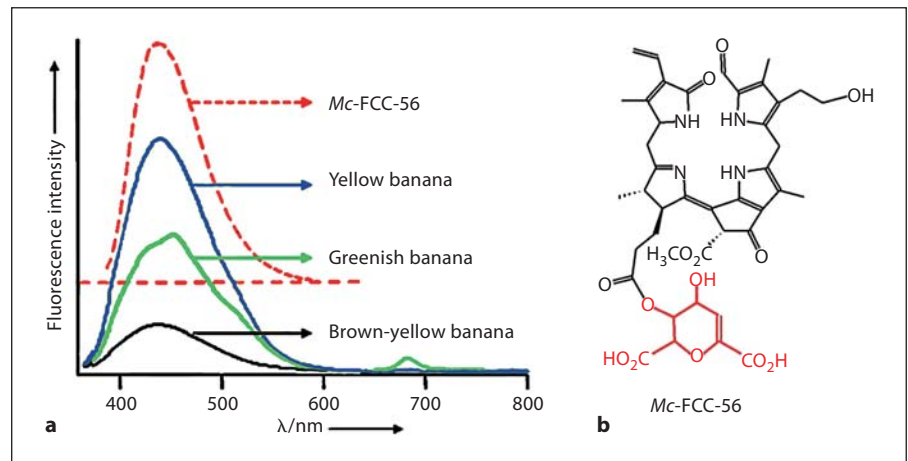 Fluorescence intensity
Mc-FCC-56
Yellow banana
Greenish banana
Brown-yellow banana
400 500 600 700 800
λ/nm
a
O
O
NH
HN
OH
N
HN
H₃CO₂C
O
O
OH
O
HO₂C
O
CO₂H
b
Mc-FCC-56